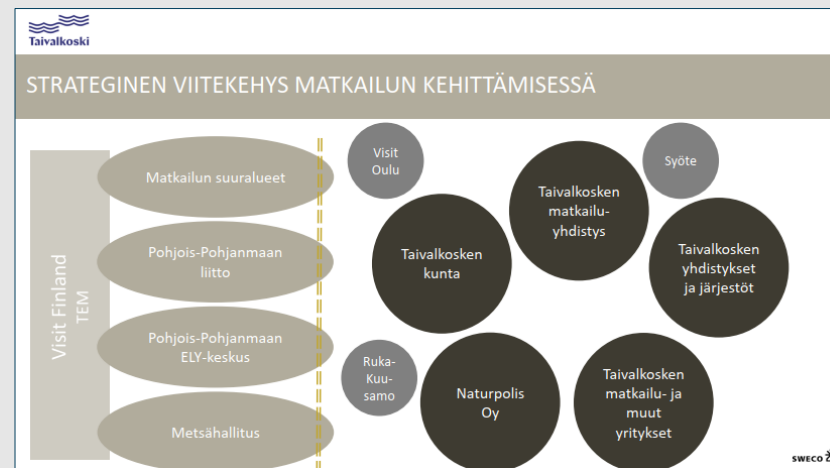 Taivalkoski
STRATEGINEN VIITEKEHYS MATKAILUN KEHITTÄMISESSÄ
Visit Finland
TEM
Matkailun suuralueet
Pohjois-Pohjanmaan
liitto
Pohjois-Pohjanmaan
ELY-keskus
Metsähallitus
Visit
Oulu
Taivalkosken
kunta
Ruka-
Kuu-
samo
Naturpolis
Oy
Taivalkosken
matkailu-
yhdistys
Syöte
Taivalkosken
yhdistykset
ja järjestöt
Taivalkosken
matkailu- ja
muut
yritykset
SWECO